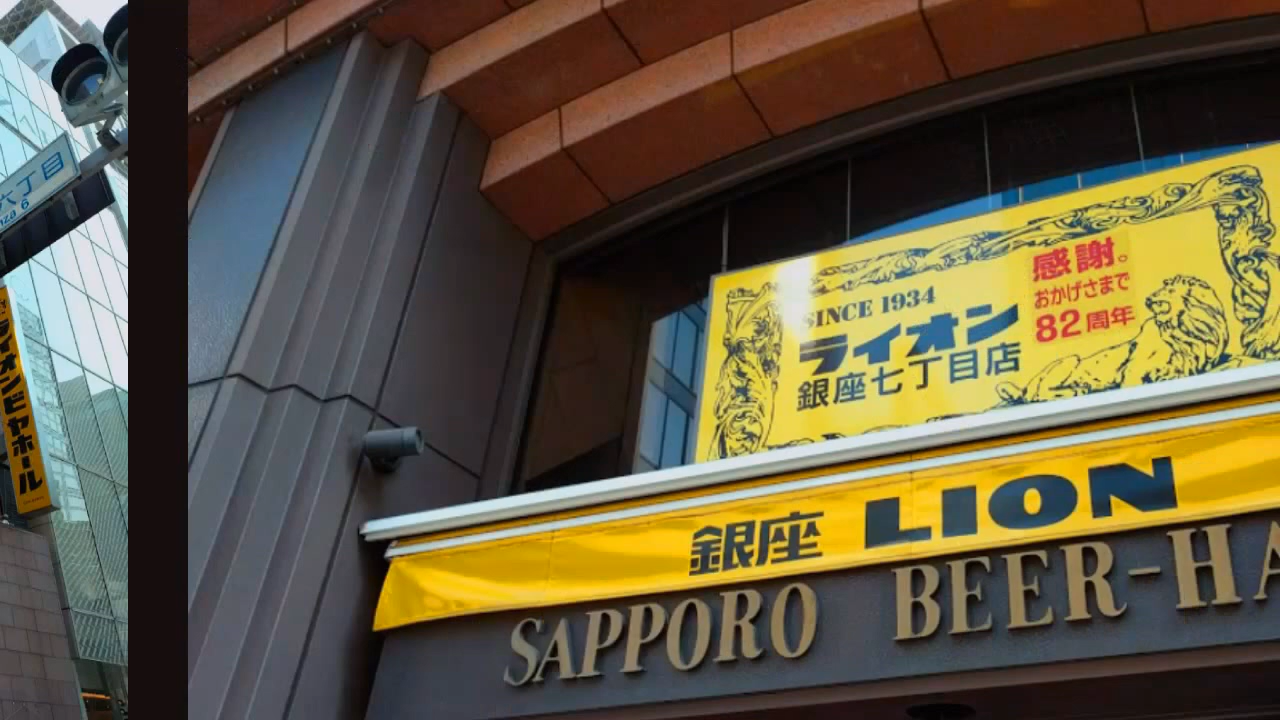 六丁目
nza 6
ライオンビヤホール
SINCE 1934
ライオン
銀座七丁目店
感謝。
おかげさまで
82周年
銀座 LION
SAPPORO BEER-HA